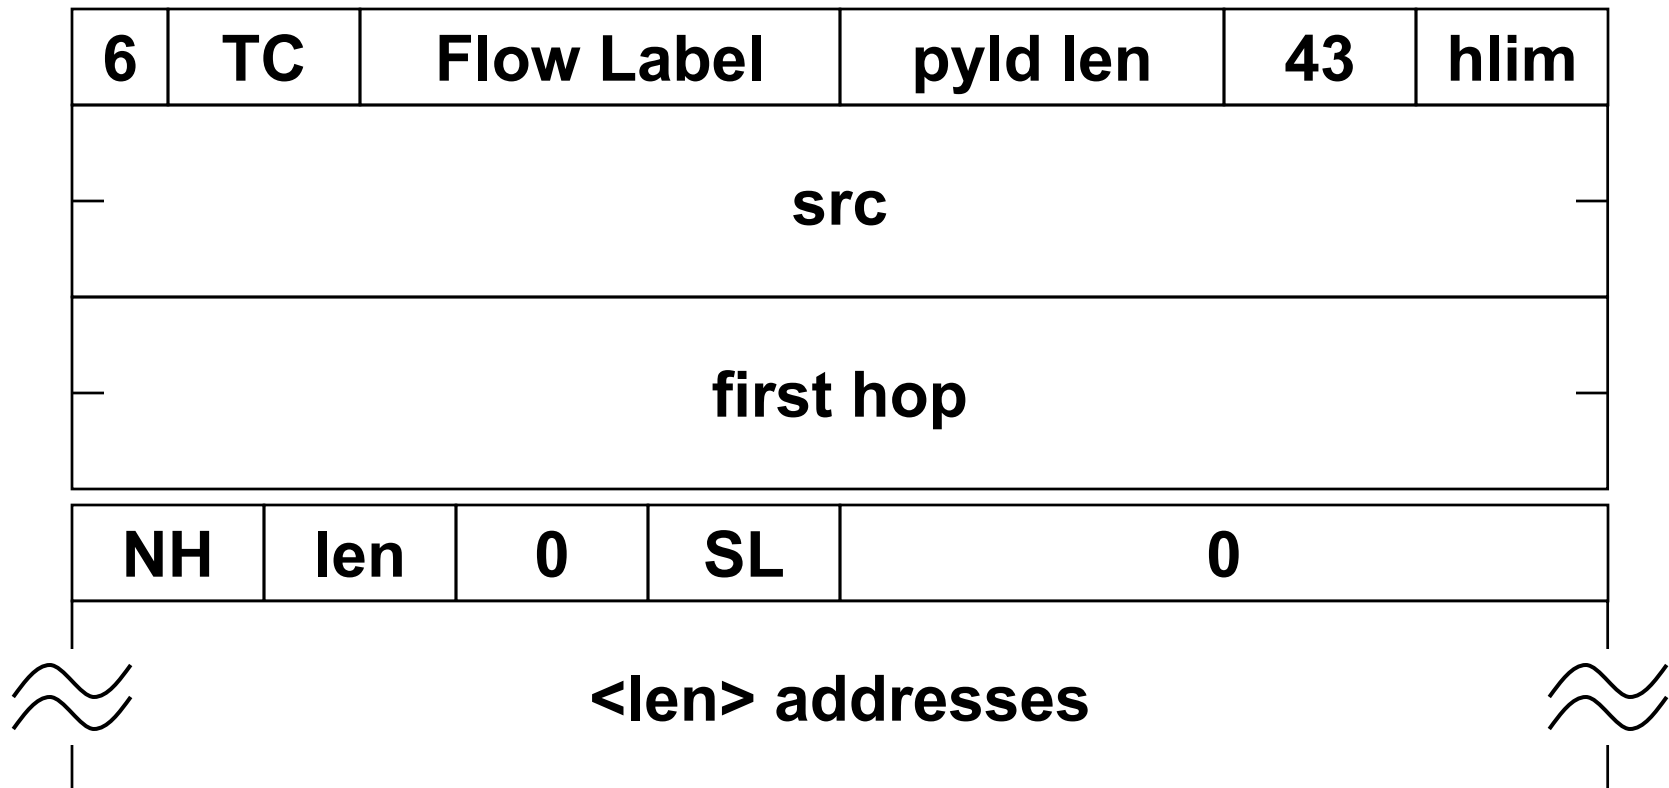 6 TC Flow Label pyld len 43 hlim
src
first hop
NH len 0 SL 0
<len> addresses